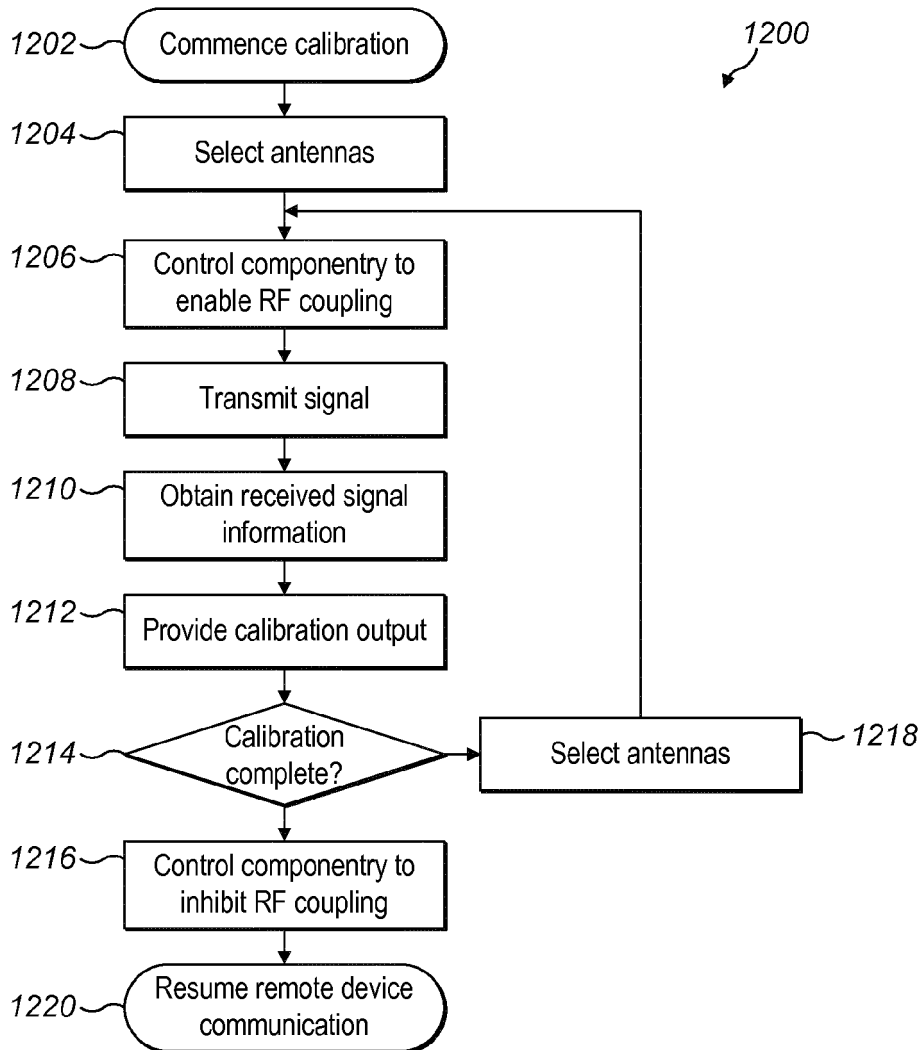 1202
Commence calibration
1200
1204
Select antennas
1206
Control componentry to
enable RF coupling
1208
Transmit signal
1210
Obtain received signal
information
1212
Provide calibration output
1214
Calibration
complete?
Select antennas
1218
1216
Control componentry to
inhibit RF coupling
1220
Resume remote device
communication